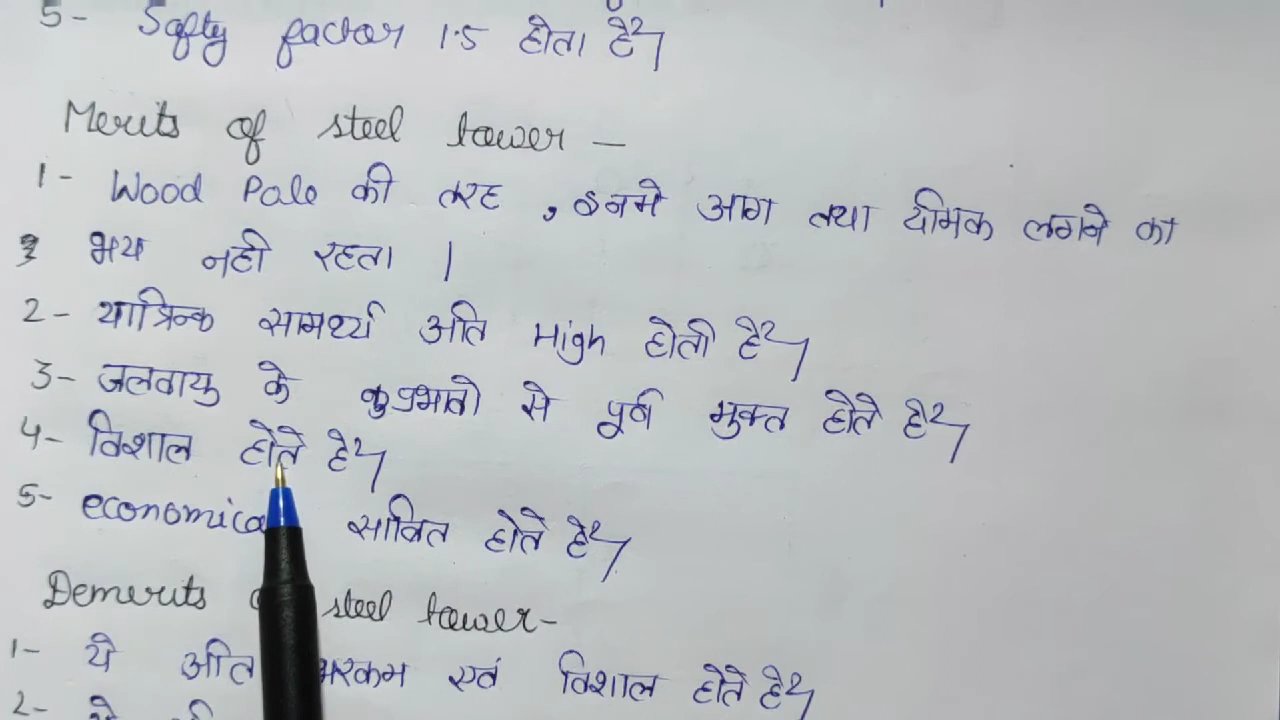 5- Safty factor 1.5 होता है।
Merits of steel tower –
1- Wood Pole की तरह , इनमे आग तथा दीमक लगने का
भय नही रहता ।
2- यात्रिन्क सामर्थ्य अति High होती है।
3- जलवायु के कुप्रभावो से पूर्व मुक्त होते है।
4- विशाल होते है।
5- economical साबित होते है।
Demerits steel tower-
1- ये अति भरकम एवं विशाल होते है।
2-